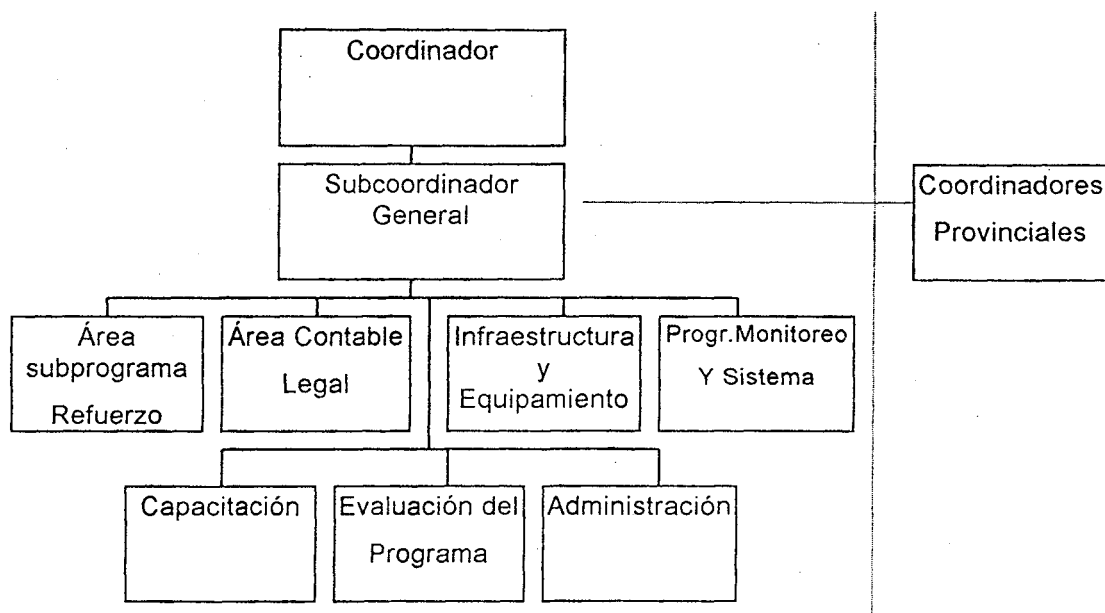 Coordinador
Subcoordinador
General
Coordinadores
Provinciales
Área
subprograma
Refuerzo
Área Contable
Legal
Infraestructura
y
Equipamiento
Progr.Monitoreo
Y Sistema
Capacitación
Evaluación del
Programa
Administración